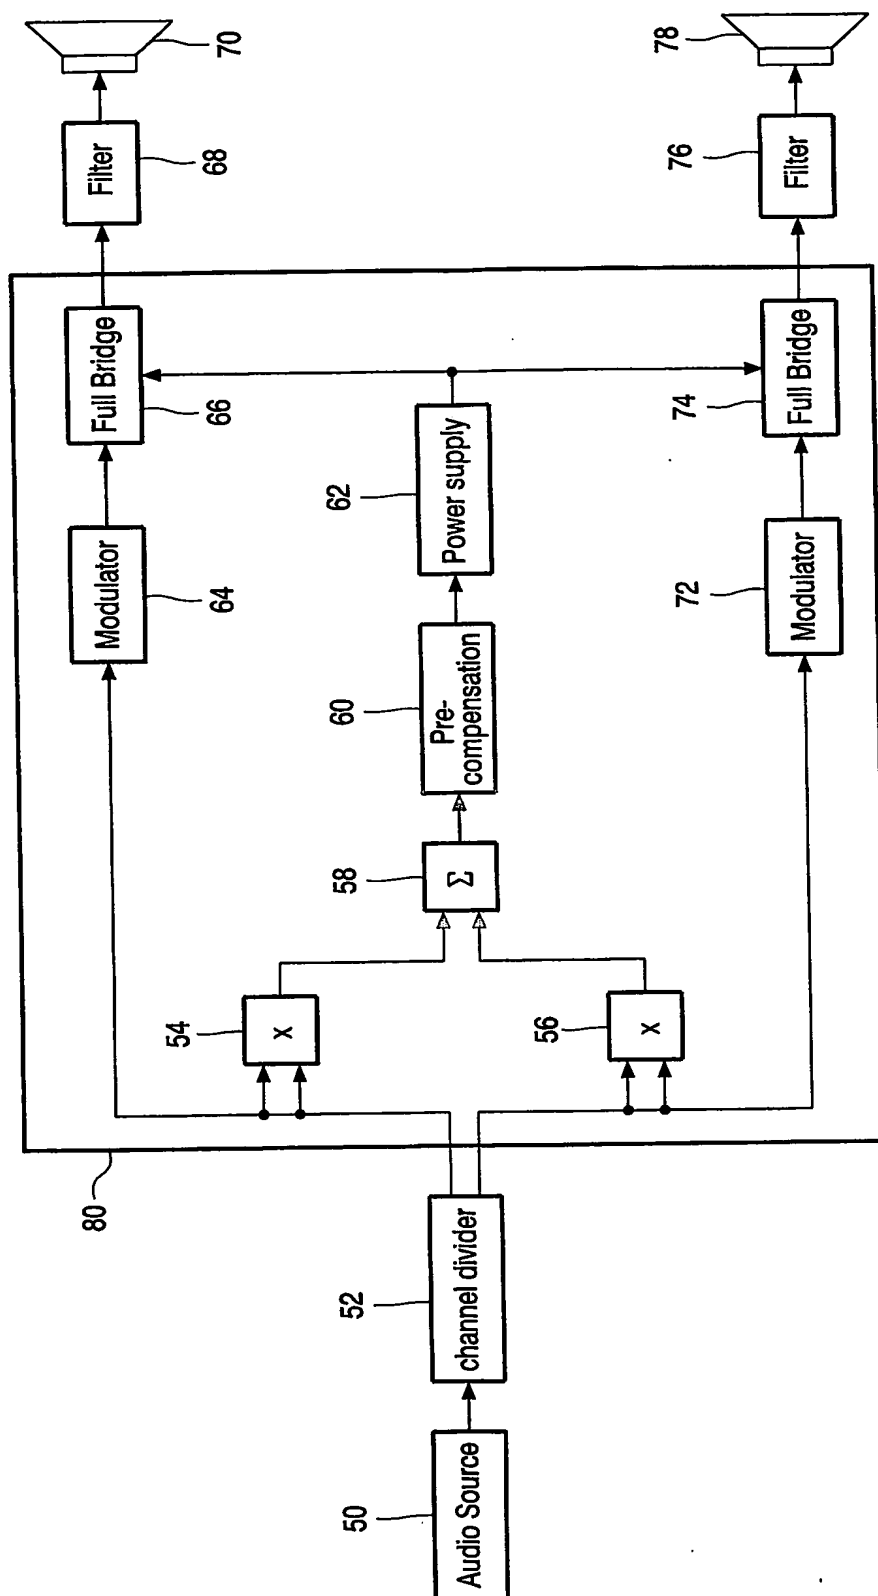 Audio Source
50
channel divider
52
80
X
54
X
56
Σ
58
Pre-
compensation
60
Power supply
62
Modulator
64
Full Bridge
66
Filter
68
70
Modulator
72
Full Bridge
74
Filter
76
78